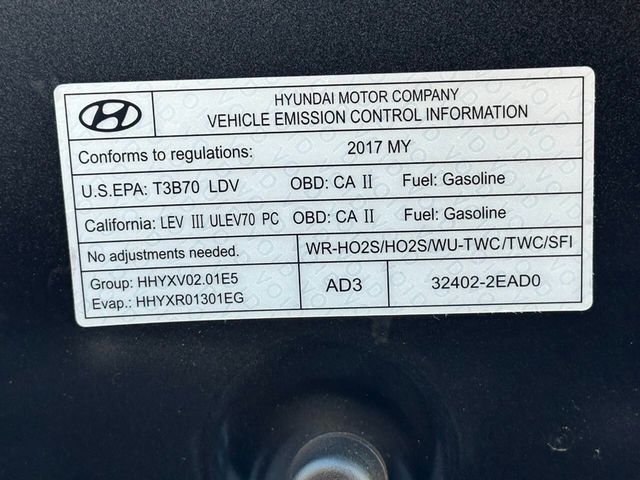 HYUNDAI MOTOR COMPANY
VEHICLE EMISSION CONTROL INFORMATION
Conforms to regulations: 2017 MY
U.S.EPA: T3B70 LDV OBD: CA II Fuel: Gasoline
California: LEV III ULEV70 PC OBD: CA II Fuel: Gasoline
No adjustments needed. WR-HO2S/HO2S/WU-TWC/TWC/SFI
Group: HHYXV02.01E5
Evap.: HHYXR01301EG
AD3 32402-2EAD0